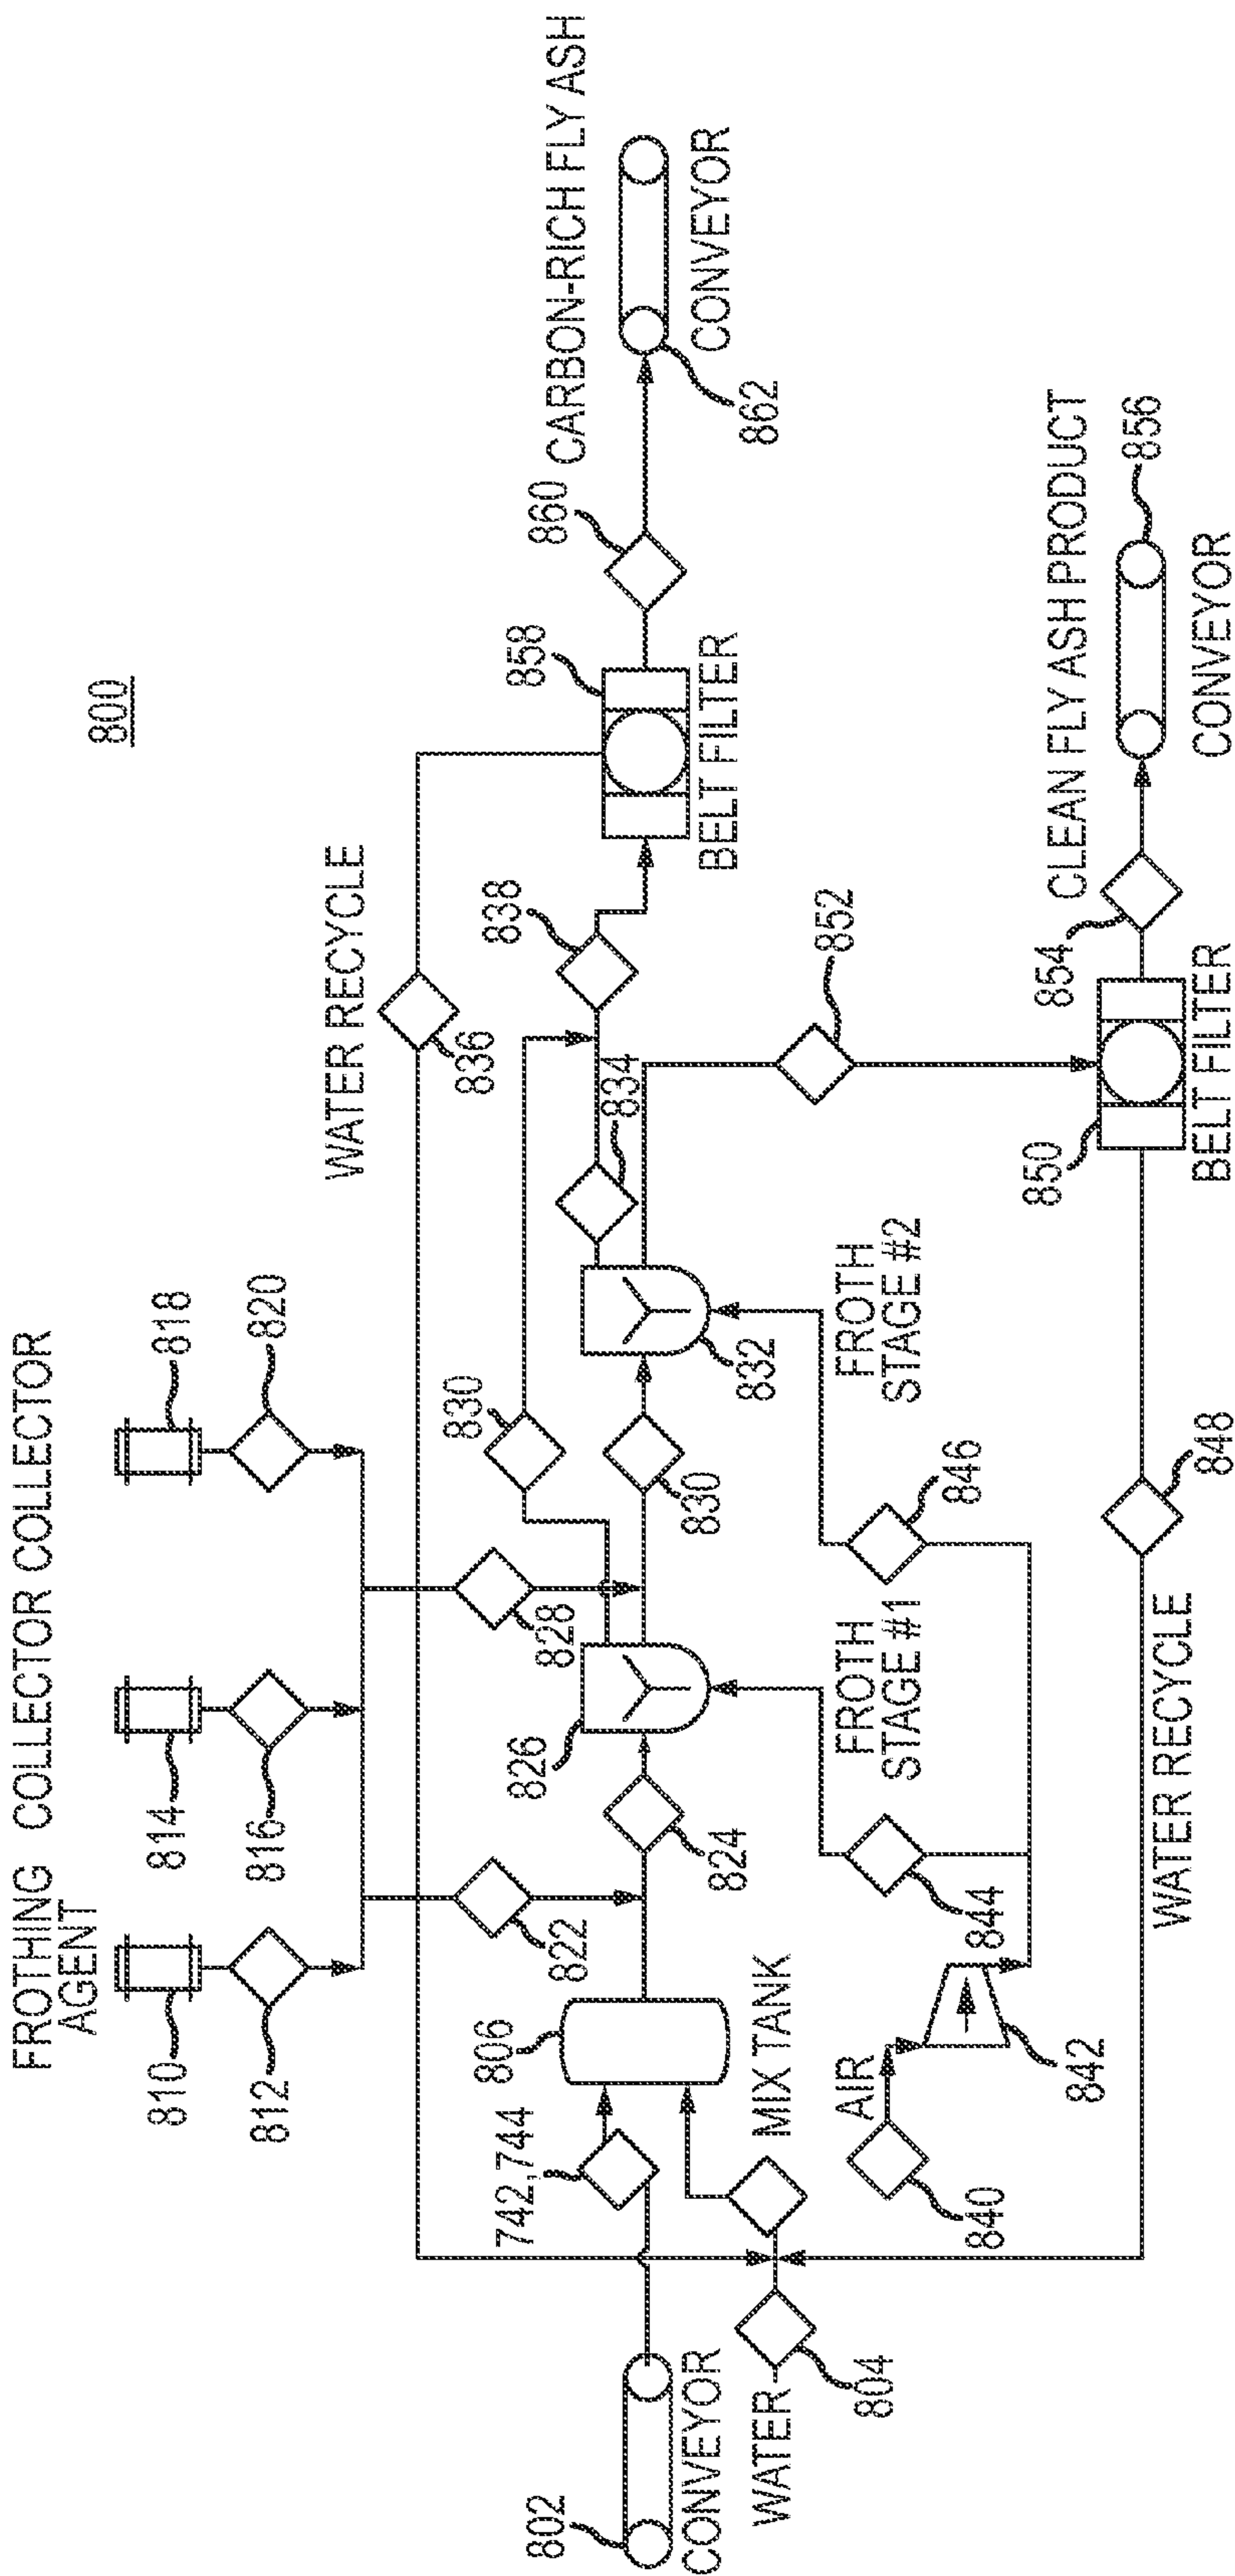 800
FROTHING
AGENT
COLLECTOR
COLLECTOR
810
814
818
812
816
820
WATER RECYCLE
836
822
828
830
838
858
860
CARBON-RICH FLY ASH
742,744
806
826
834
BELT FILTER
862
CONVEYOR
802
CONVEYOR
824
830
832
852
WATER
804
MIX TANK
AIR
840
842
844
FROTH
STAGE #1
846
FROTH
STAGE #2
850
854
CLEAN FLY ASH PRODUCT
856
WATER RECYCLE
848
BELT FILTER
CONVEYOR